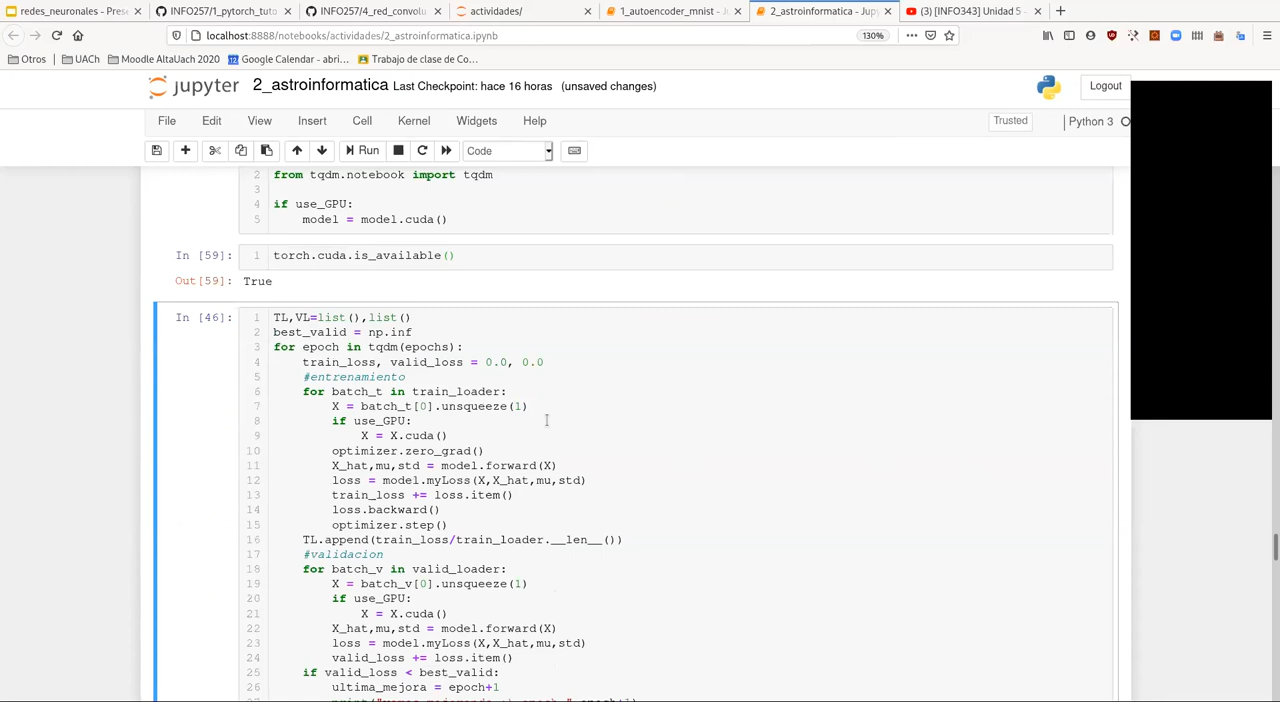 redes_neuronales - Prese
INFO257/1_pytorch_tuto
INFO257/4_red_convolu
actividades/
1_autoencoder_mnist - Ju
2_astroinformatica - Jup
(3) [INFO343] Unidad 5 -
localhost:8888/notebooks/actividades/2_astroinformatica.ipynb
130%
Otros
UACh
Moodle AltaUach 2020
Google Calendar - abri...
Trabajo de clase de Co...
jupyter 2_astroinformatica Last Checkpoint: hace 16 horas (unsaved changes)
Logout
File Edit View Insert Cell Kernel Widgets Help
Trusted
Python 3
Run
Code
2 from tqdm.notebook import tqdm
3
4 if use_GPU:
5 model = model.cuda()
In [59]: 1 torch.cuda.is_available()
Out[59]: True
In [46]: 1 TL,VL=list(),list()
2 best_valid = np.inf
3 for epoch in tqdm(epochs):
4 train_loss, valid_loss = 0.0, 0.0
5 #entrenamiento
6 for batch_t in train_loader:
7 X = batch_t[0].unsqueeze(1)
8 if use_GPU:
9 X = X.cuda()
10 optimizer.zero_grad()
11 X_hat,mu,std = model.forward(X)
12 loss = model.myLoss(X,X_hat,mu,std)
13 train_loss += loss.item()
14 loss.backward()
15 optimizer.step()
16 TL.append(train_loss/train_loader.__len__())
17 #validacion
18 for batch_v in valid_loader:
19 X = batch_v[0].unsqueeze(1)
20 if use_GPU:
21 X = X.cuda()
22 X_hat,mu,std = model.forward(X)
23 loss = model.myLoss(X,X_hat,mu,std)
24 valid_loss += loss.item()
25 if valid_loss < best_valid:
26 ultima_mejora = epoch+1